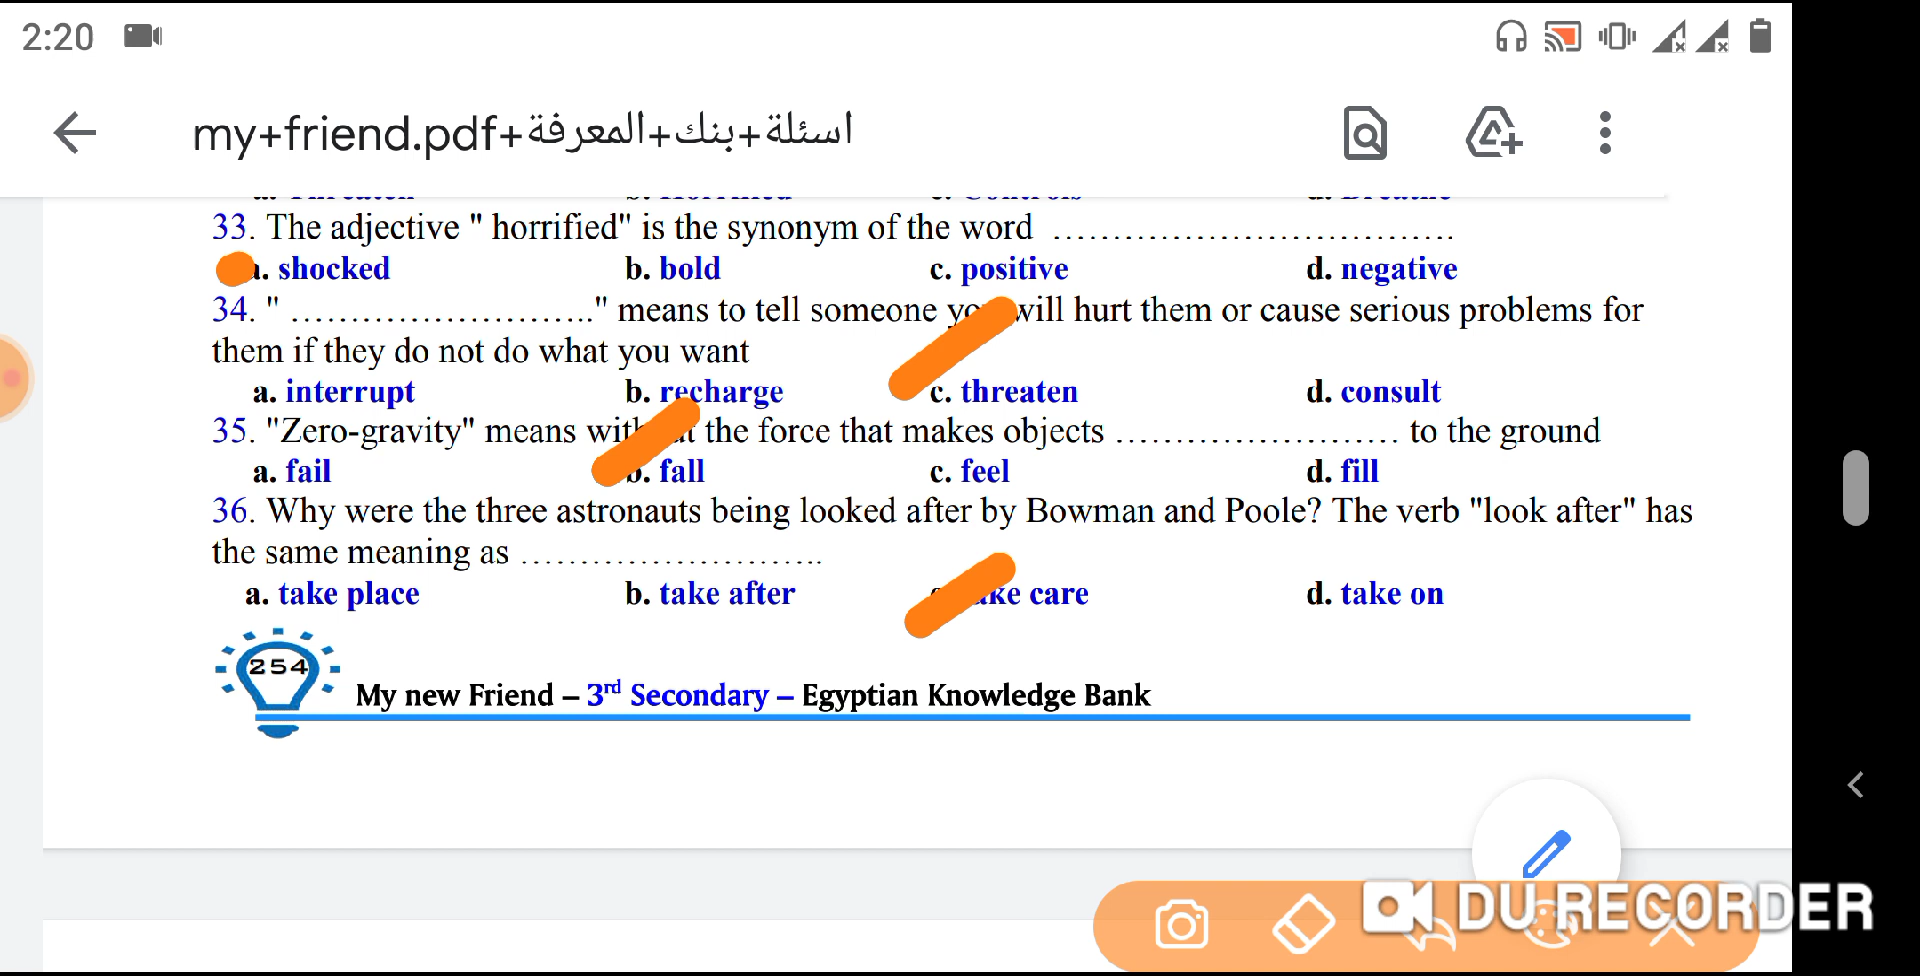 2:20
my+friend.pdf+اسئلة+بنك+المعرفة
33. The adjective " horrified" is the synonym of the word ……………………………
a. shocked b. bold c. positive d. negative
34. " …………………….." means to tell someone you will hurt them or cause serious problems for
them if they do not do what you want
a. interrupt b. recharge c. threaten d. consult
35. "Zero-gravity" means without the force that makes objects …………………… to the ground
a. fail b. fall c. feel d. fill
36. Why were the three astronauts being looked after by Bowman and Poole? The verb "look after" has
the same meaning as …………………….
a. take place b. take after take care d. take on
254
My new Friend – 3rd Secondary – Egyptian Knowledge Bank
DU RECORDER